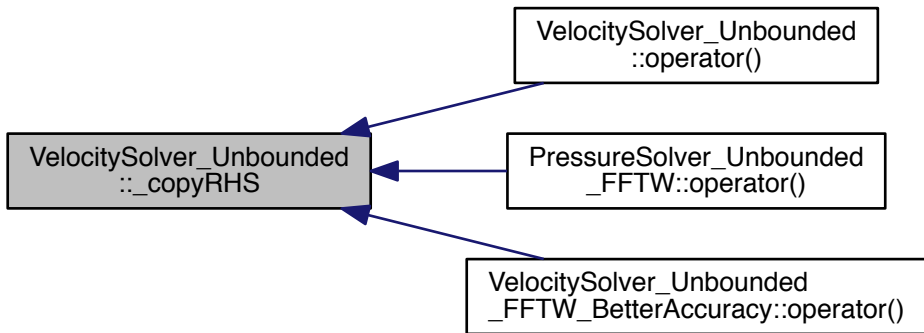 VelocitySolver_Unbounded
::operator()
VelocitySolver_Unbounded
::_copyRHS
PressureSolver_Unbounded
_FFTW::operator()
VelocitySolver_Unbounded
_FFTW_BetterAccuracy::operator()